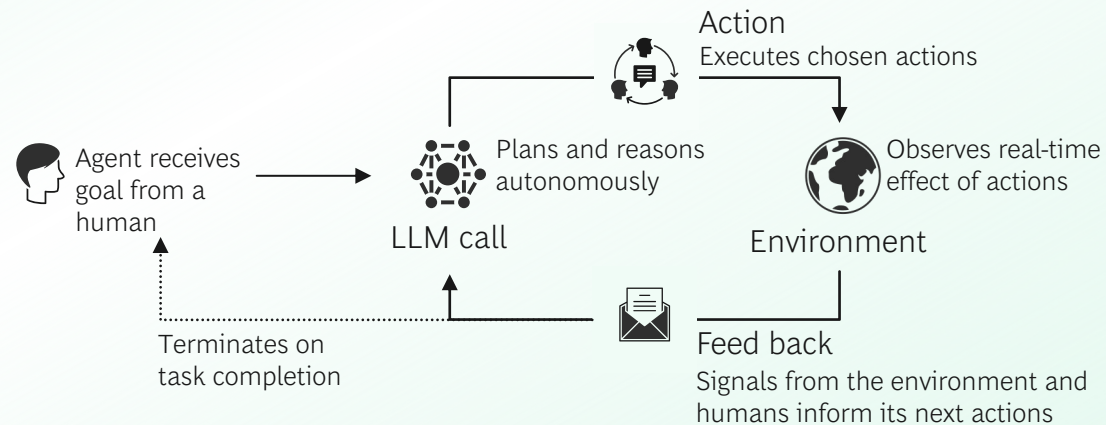 Action
Executes chosen actions
Agent receives
goal from a
human
Plans and reasons
autonomously
LLM call
Observes real-time
effect of actions
Environment
Terminates on
task completion
Feed back
Signals from the environment and
humans inform its next actions